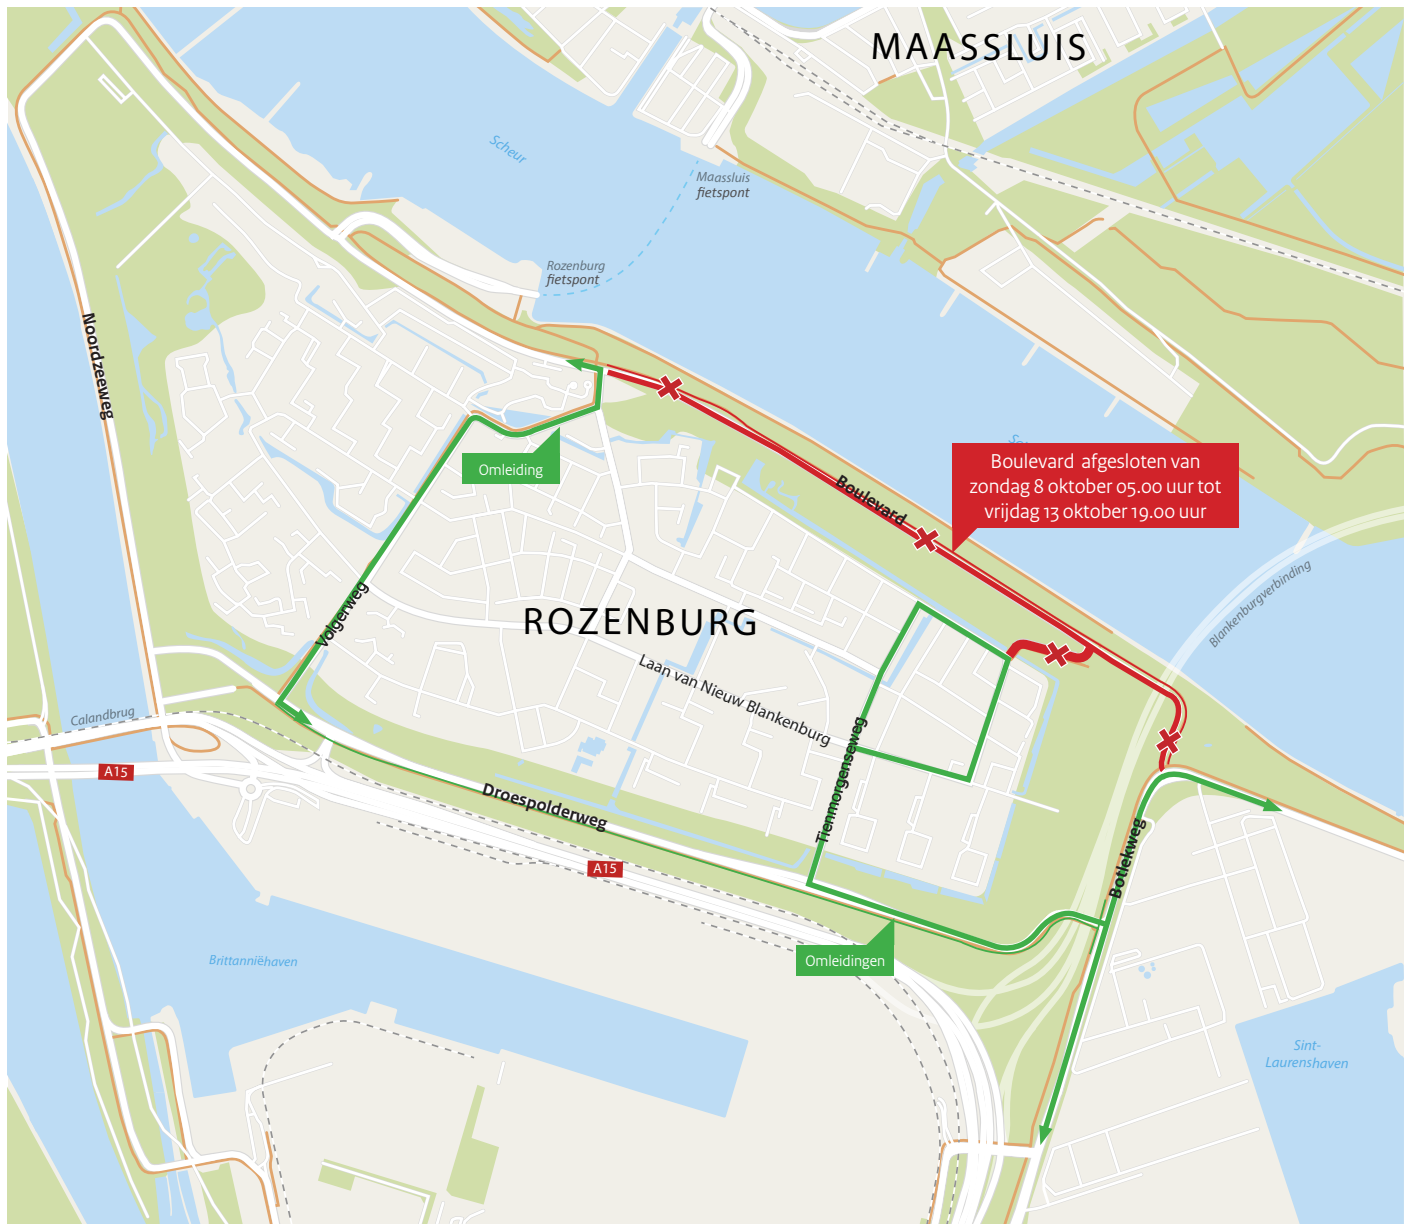 MAASSLUIS
Scheur
Maassluis
fietspont
Rozenburg
fietspont
Noordzeeweg
Boulevard afgesloten van
zondag 8 oktober 05.00 uur tot
vrijdag 13 oktober 19.00 uur
Omleiding
Boulevard
Blankenburgverbinding
Volgerweg
ROZENBURG
Laan van Nieuw Blankenburg
Calandbrug
A15
Tienmorgenseweg
Droespolderweg
Botlekweg
A15
Omleidingen
Brittanniëhaven
Sint-
Laurenshaven